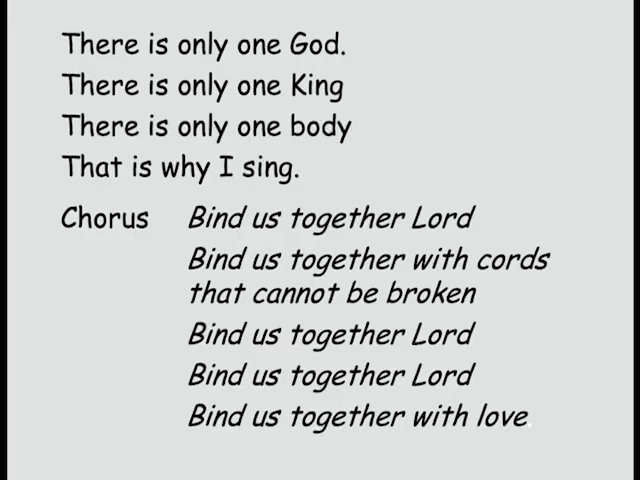 There is only one God.
There is only one King
There is only one body
That is why I sing.
Chorus Bind us together Lord
Bind us together with cords
that cannot be broken
Bind us together Lord
Bind us together Lord
Bind us together with love